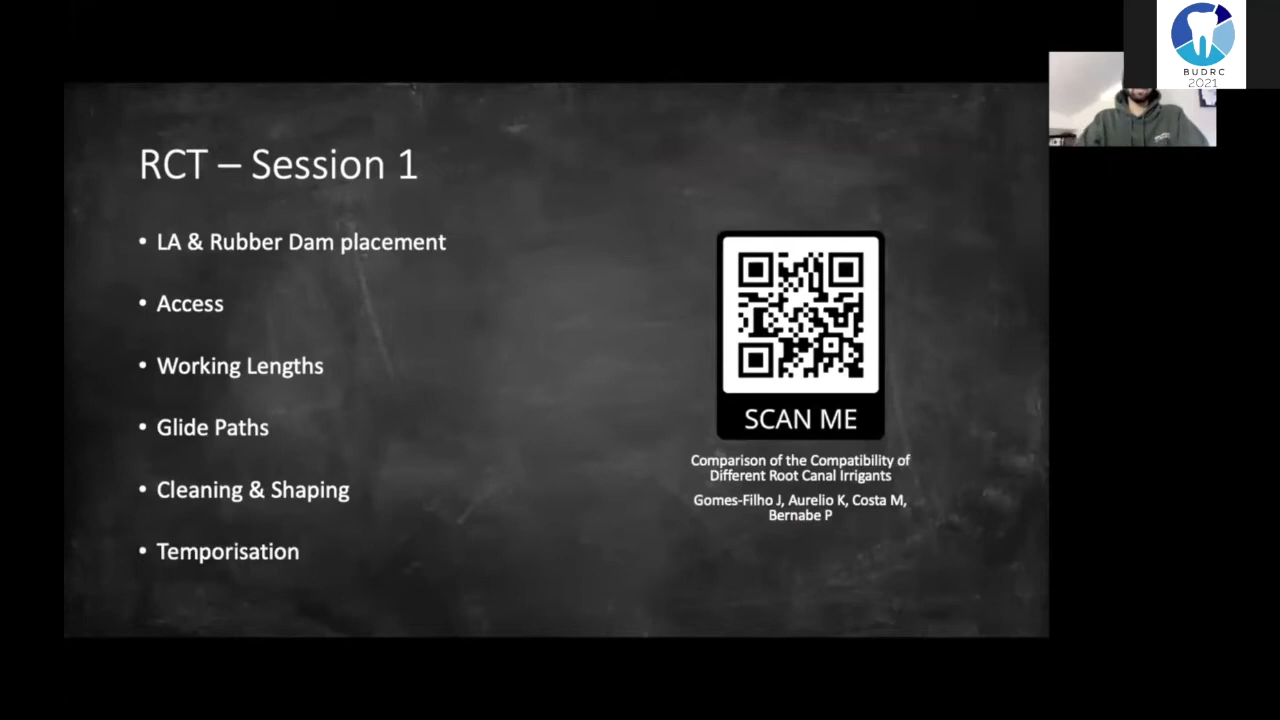 BUDRC
2021
RCT – Session 1
• LA & Rubber Dam placement
• Access
• Working Lengths
• Glide Paths
• Cleaning & Shaping
• Temporisation
SCAN ME
Comparison of the Compatibility of
Different Root Canal Irrigants
Gomes-Filho J, Aurelio K, Costa M,
Bernabe P